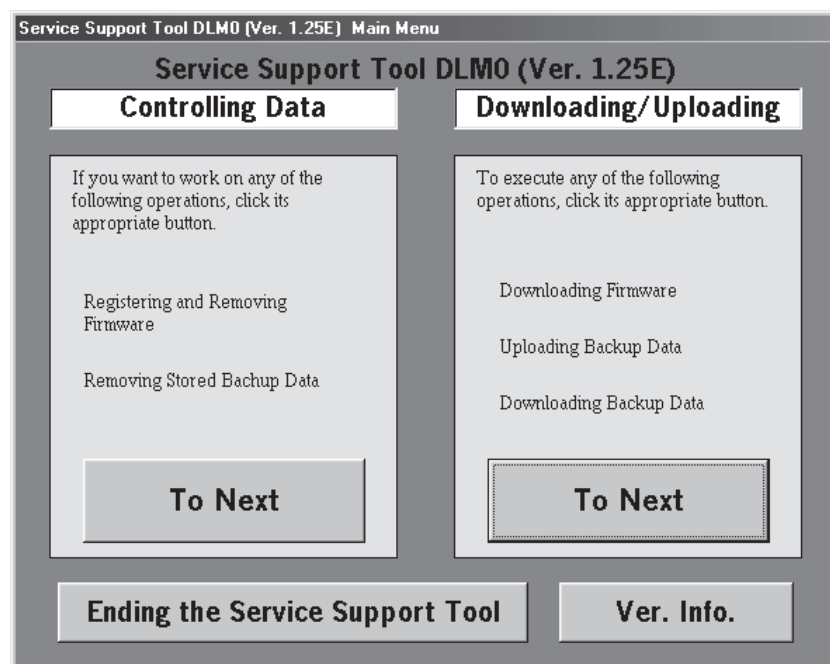 Service Support Tool DLM0 (Ver. 1.25E) Main Menu
Service Support Tool DLM0 (Ver. 1.25E)
Controlling Data
If you want to work on any of the
following operations, click its
appropriate button.
Registering and Removing
Firmware
Removing Stored Bachup Data
To Next
Downloading/Uploading
To execute any of the following
operations, click its appropriate button.
Downloading Firmware
Uploading Backup Data
Downloading Backup Data
To Next
Ending the Service Support Tool
Ver. Info.